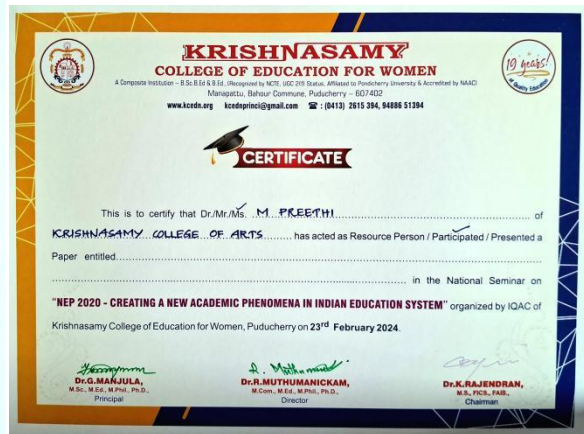 KRISHNASAMY
COLLEGE OF EDUCATION FOR WOMEN
A Composite Institution – B.Sc.B.Ed & B.Ed., (Recognized by NCTE, UGC 2(f) Status, Affiliated to Pondicherry University & Accredited by NAAC)
Manapattu, Bahour Commune, Puducherry – 607402
www.kcedn.org kcednprinci@gmail.com ☎ : (0413) 2615 394, 94886 51394
19 years!
of Quality Education
CERTIFICATE
This is to certify that Dr./Mr./Ms. M PREETHI of
KRISHNASAMY COLLEGE OF ARTS has acted as Resource Person / Participated / Presented a
Paper entitled
in the National Seminar on
"NEP 2020 - CREATING A NEW ACADEMIC PHENOMENA IN INDIAN EDUCATION SYSTEM" organized by IQAC of
Krishnasamy College of Education for Women, Puducherry on 23rd February 2024.
Dr.G.MANJULA,
M.Sc., M.Ed., M.Phil., Ph.D.,
Principal
Dr.R.MUTHUMANICKAM,
M.Com., M.Ed., M.Phil., Ph.D.,
Director
Dr.K.RAJENDRAN,
M.S., FICS., FAIS.,
Chairman